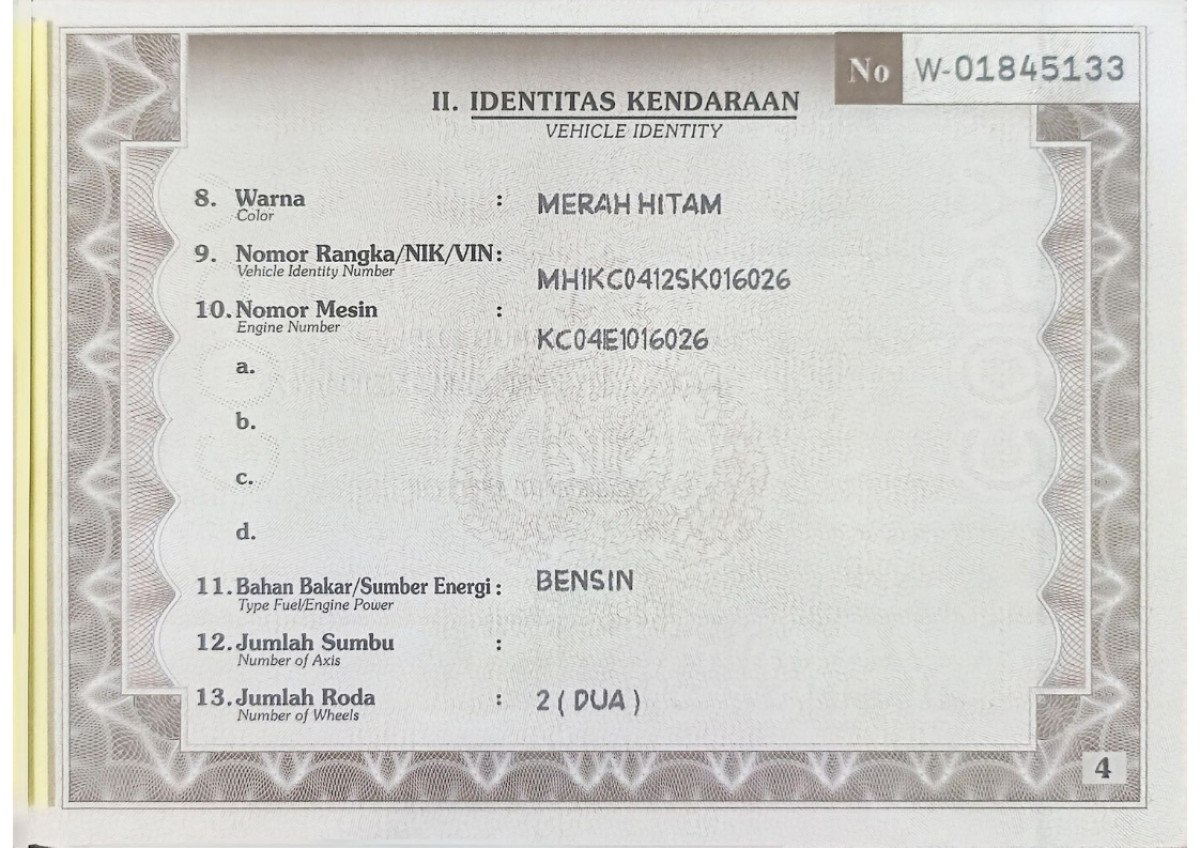 No W-01845133
II. IDENTITAS KENDARAAN
VEHICLE IDENTITY
8. Warna : MERAH HITAM
Color
9. Nomor Rangka/NIK/VIN :
Vehicle Identity Number
MH1KC0412SK016026
10. Nomor Mesin :
Engine Number
KC04E1016026
a.
b.
c.
d.
11. Bahan Bakar/Sumber Energi : BENSIN
Type Fuel/Engine Power
12. Jumlah Sumbu :
Number of Axis
13. Jumlah Roda : 2 ( DUA )
Number of Wheels
4